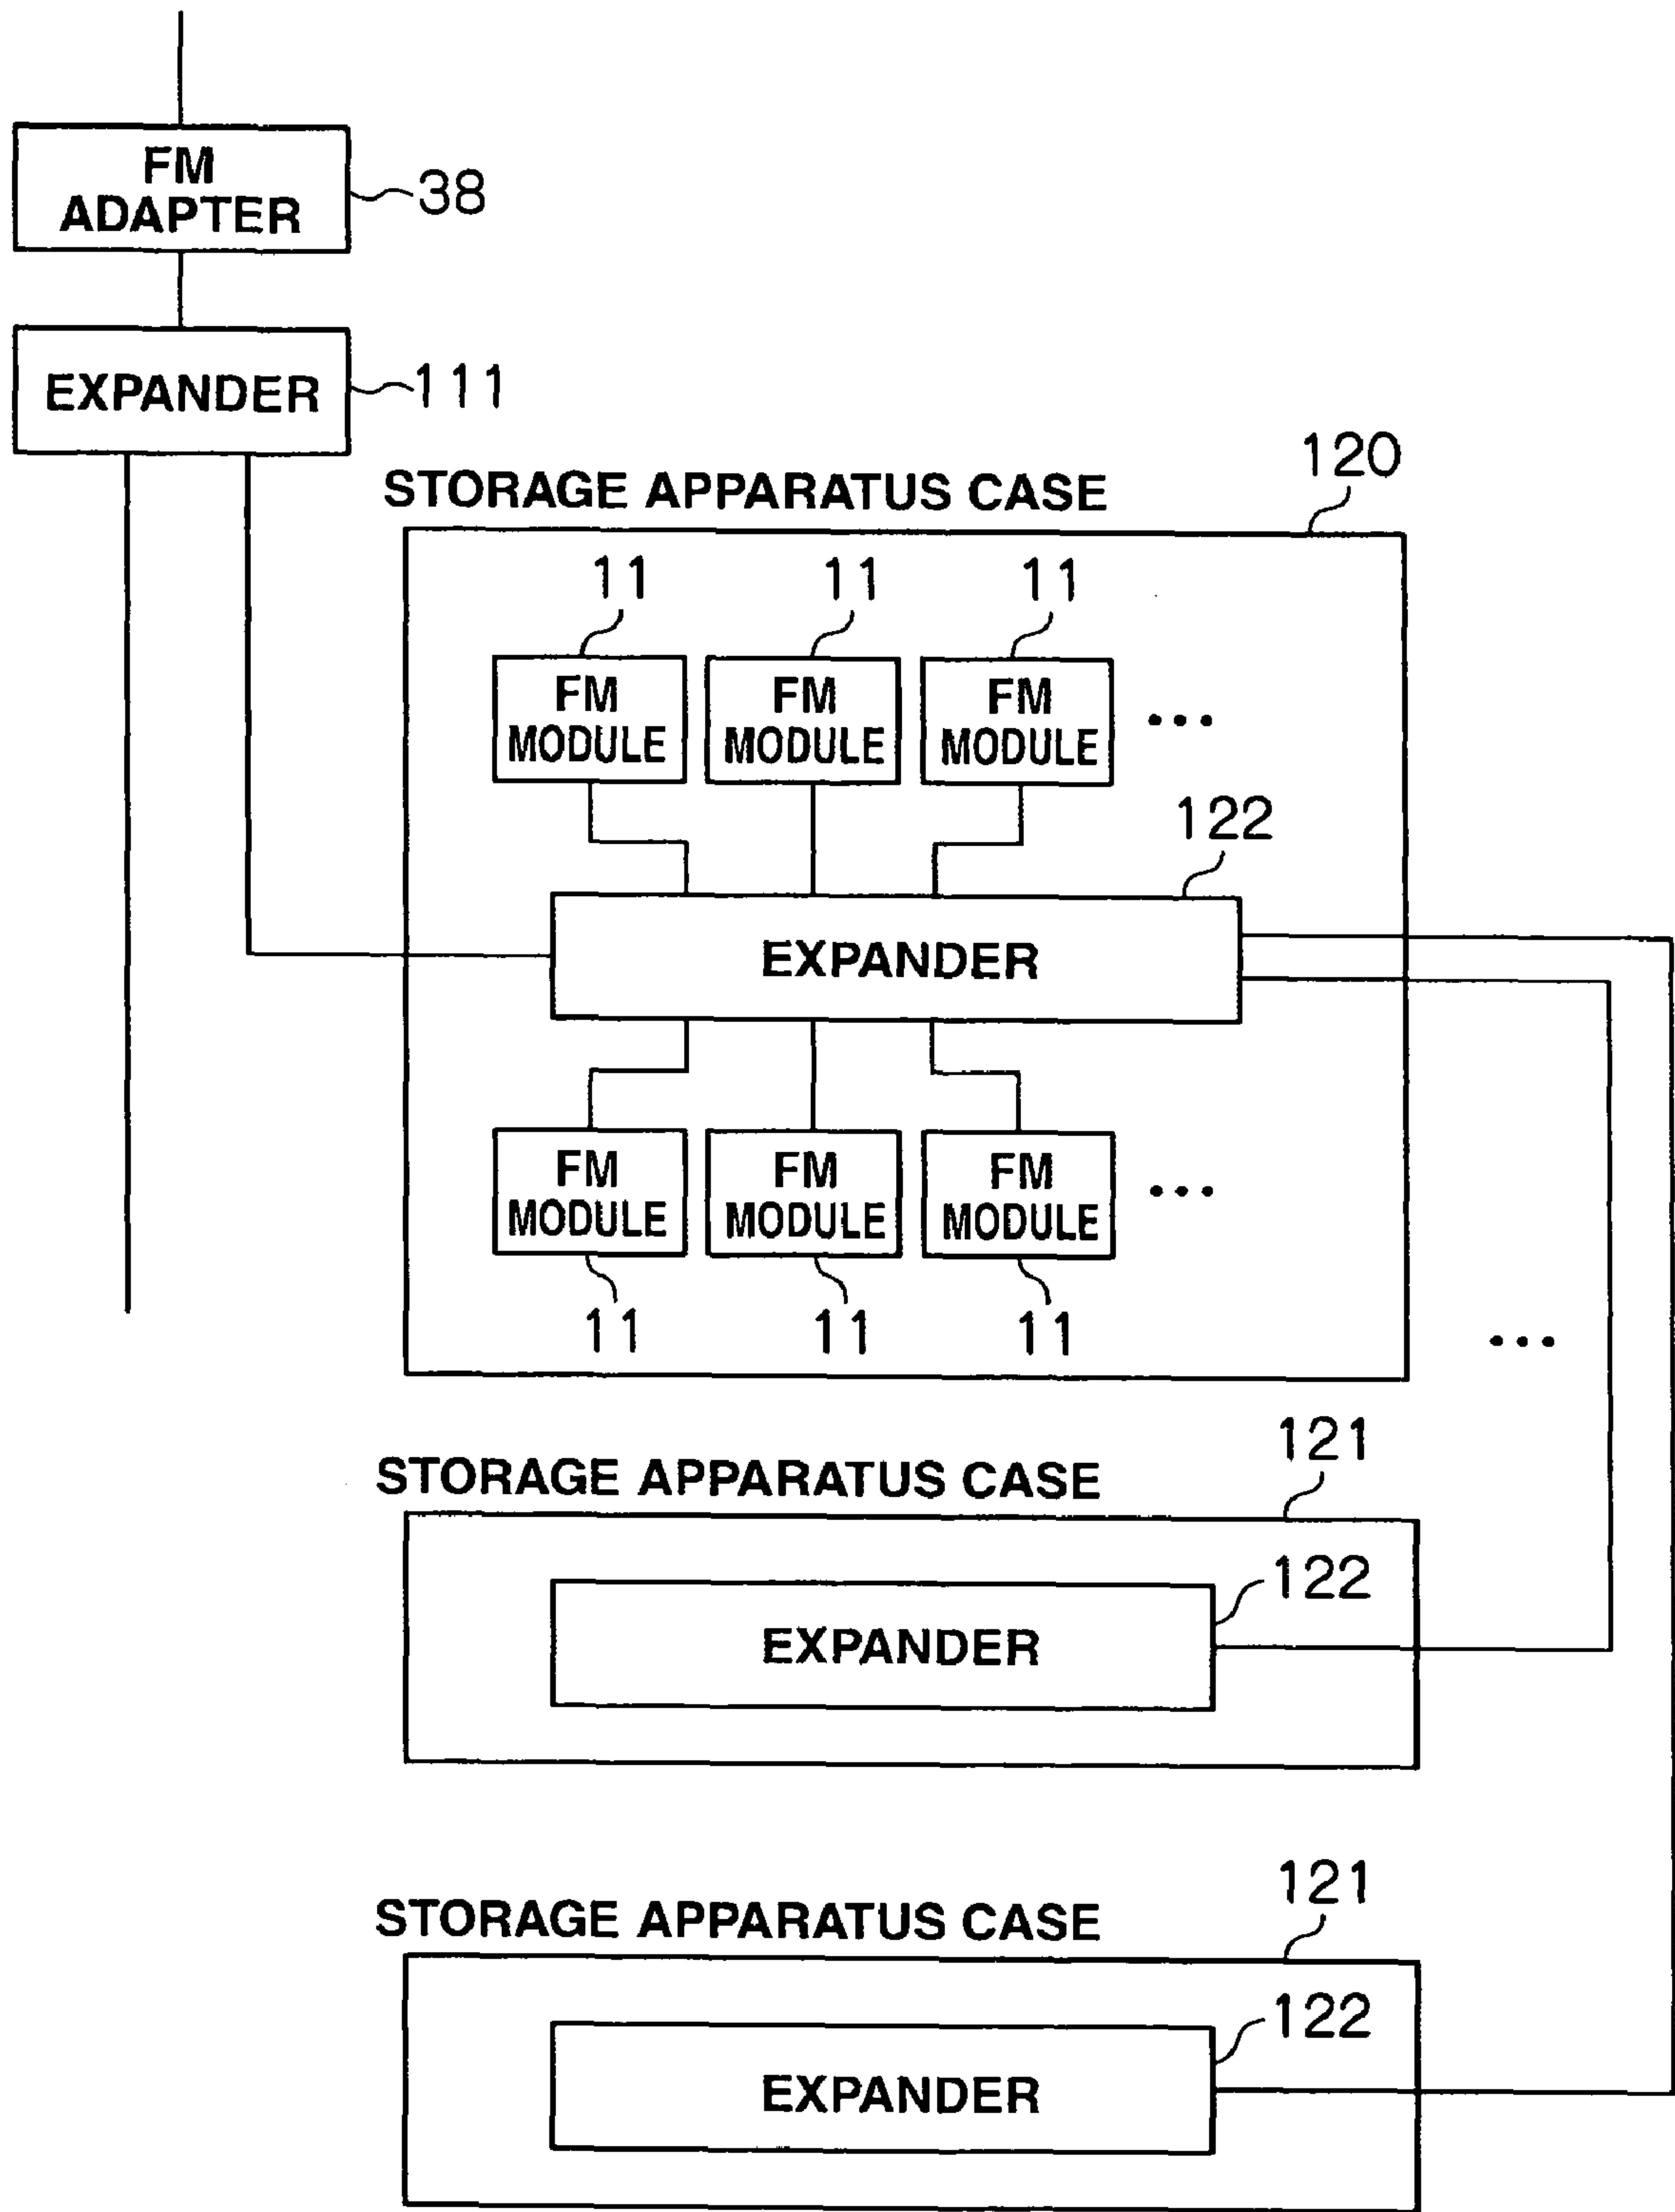 FM
ADAPTER
38
EXPANDER
111
STORAGE APPARATUS CASE
120
11
11
11
FM
MODULE
FM
MODULE
FM
MODULE
...
122
EXPANDER
FM
MODULE
FM
MODULE
FM
MODULE
...
11
11
11
...
STORAGE APPARATUS CASE
121
122
EXPANDER
STORAGE APPARATUS CASE
121
122
EXPANDER